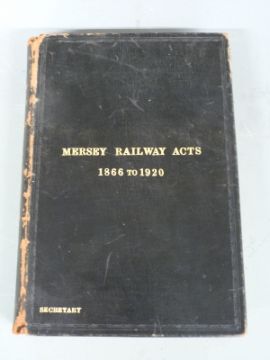 MERSEY RAILWAY ACTS
1866 TO 1920
SECRETARY